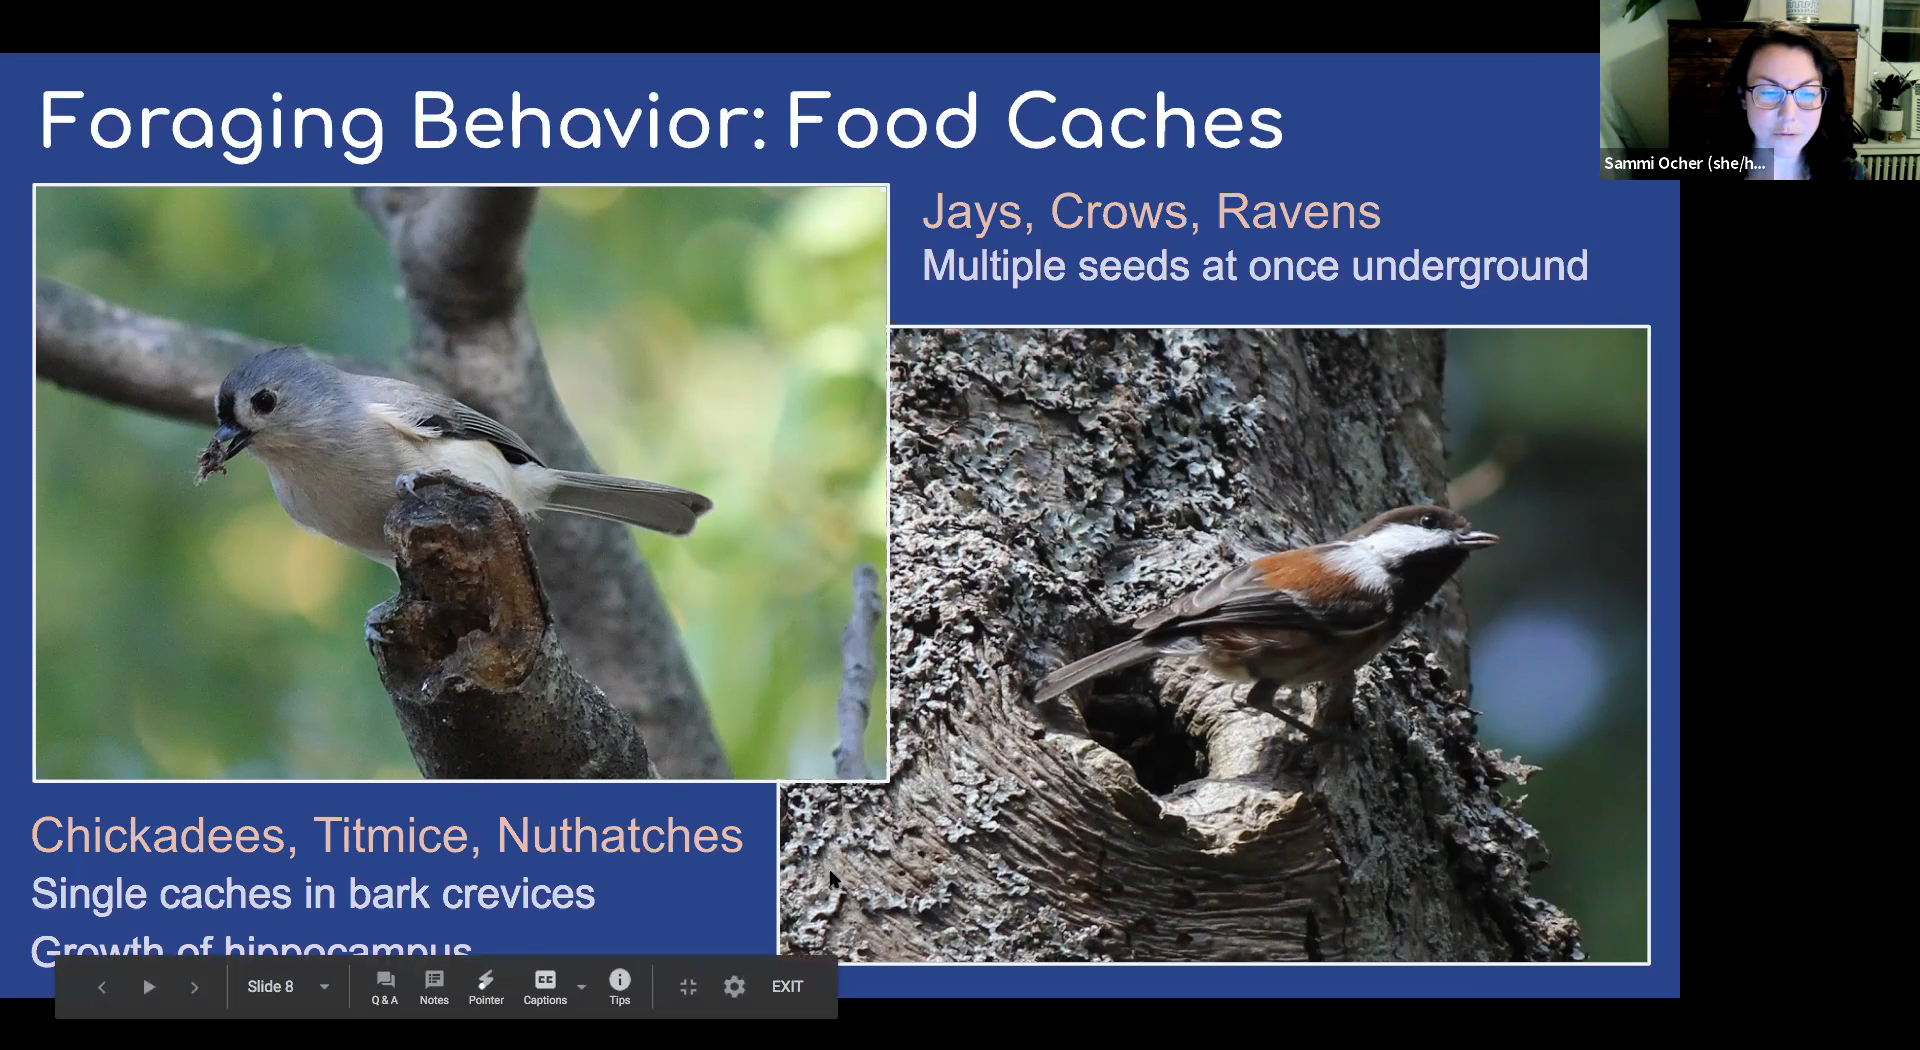 Foraging Behavior: Food Caches
Sammi Ocher (she/h...
Jays, Crows, Ravens
Multiple seeds at once underground
Chickadees, Titmice, Nuthatches
Single caches in bark crevices
Growth of hippocampus
Slide 8
Q & A
Notes
Pointer
CC
Captions
Tips
EXIT